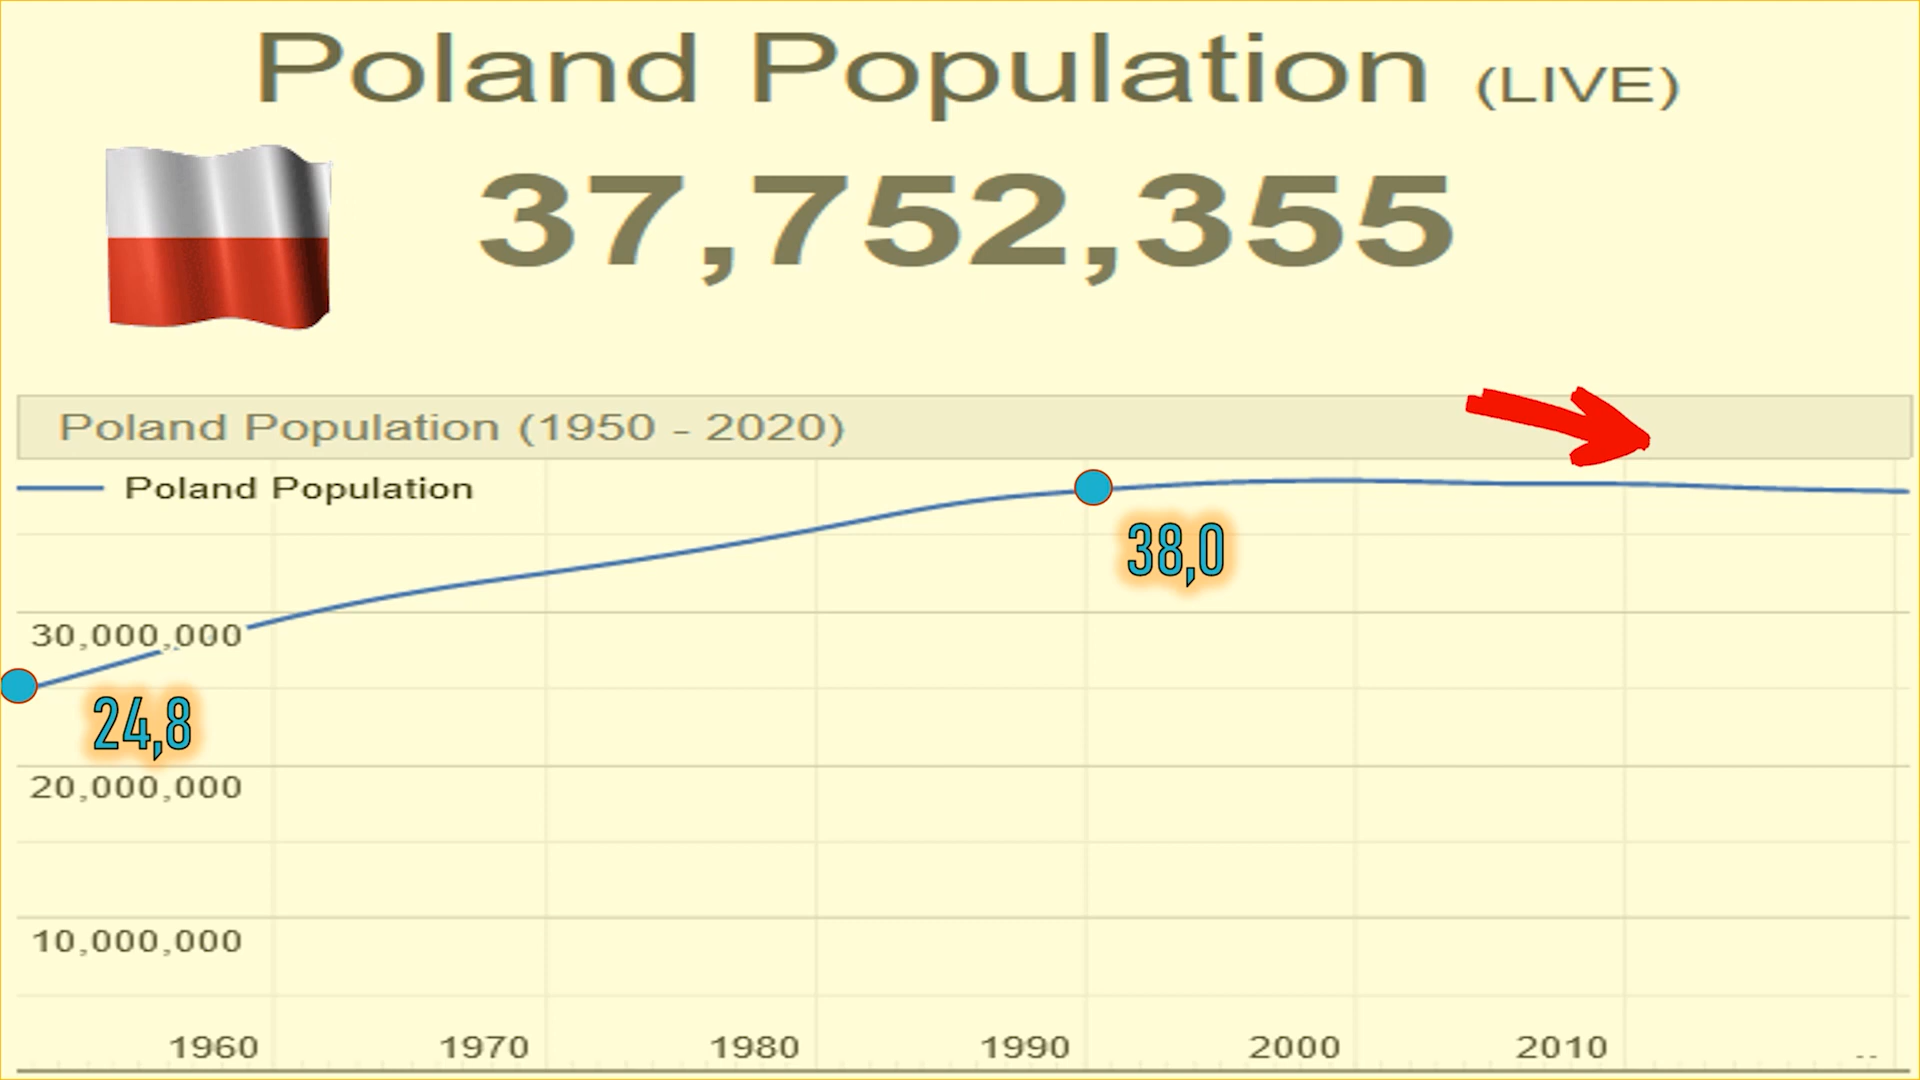 Poland Population (LIVE)
37,752,355
Poland Population (1950 - 2020)
Poland Population
38,0
30,000,000
24,8
20,000,000
10,000,000
1960 1970 1980 1990 2000 2010 ..